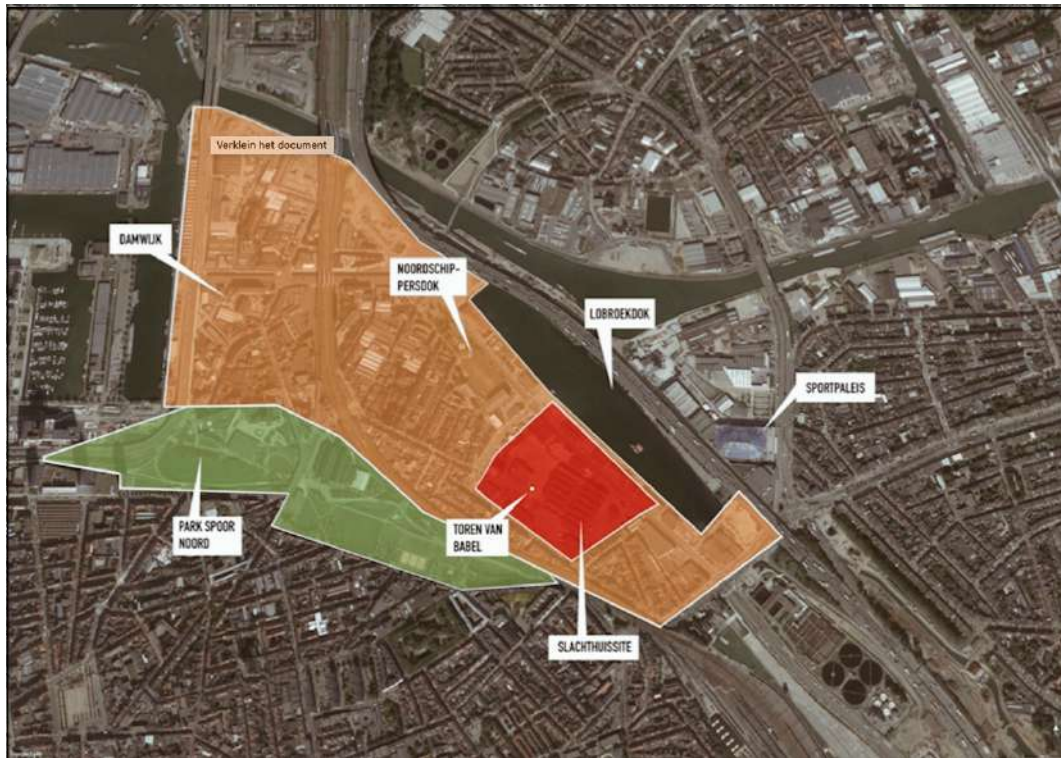 Verklein het document
DAMWIJK
NOORDSCHIP-
PERSDOK
LOBROEKDOK
SPORTPALEIS
PARK SPOOR
NOORD
TOREN VAN
BABEL
SLACHTHUISSITE